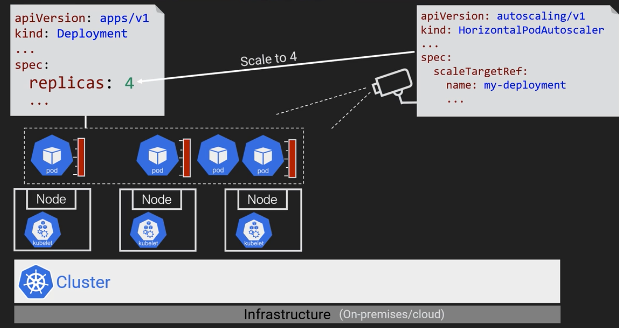 apiVersion: apps/v1
kind: Deployment
...
spec:
replicas: 4
...
Scale to 4
apiVersion: autoscaling/v1
kind: HorizontalPodAutoscaler
...
spec:
scaleTargetRef:
name: my-deployment
...
pod
pod
pod
pod
Node
Node
Node
kubelet
kubelet
kubelet
Cluster
Infrastructure (On-premises/cloud)